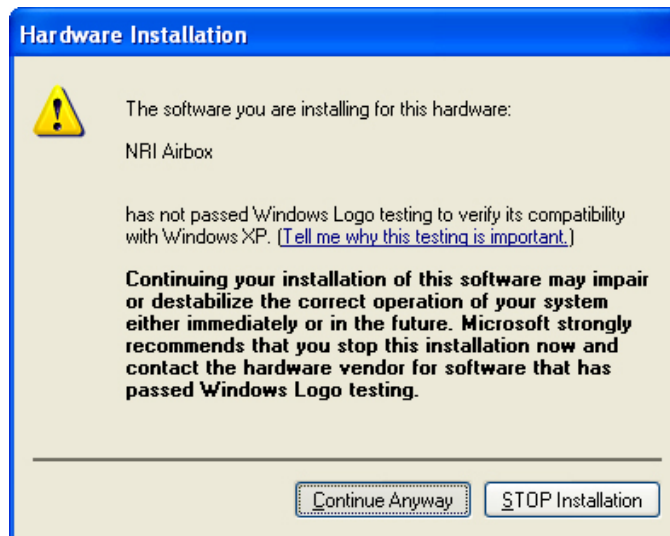 Hardware Installation
The software you are installing for this hardware:
NRI Airbox
has not passed Windows Logo testing to verify its compatibility
with Windows XP. (Tell me why this testing is important.)
Continuing your installation of this software may impair
or destabilize the correct operation of your system
either immediately or in the future. Microsoft strongly
recommends that you stop this installation now and
contact the hardware vendor for software that has
passed Windows Logo testing.
Continue Anyway
STOP Installation